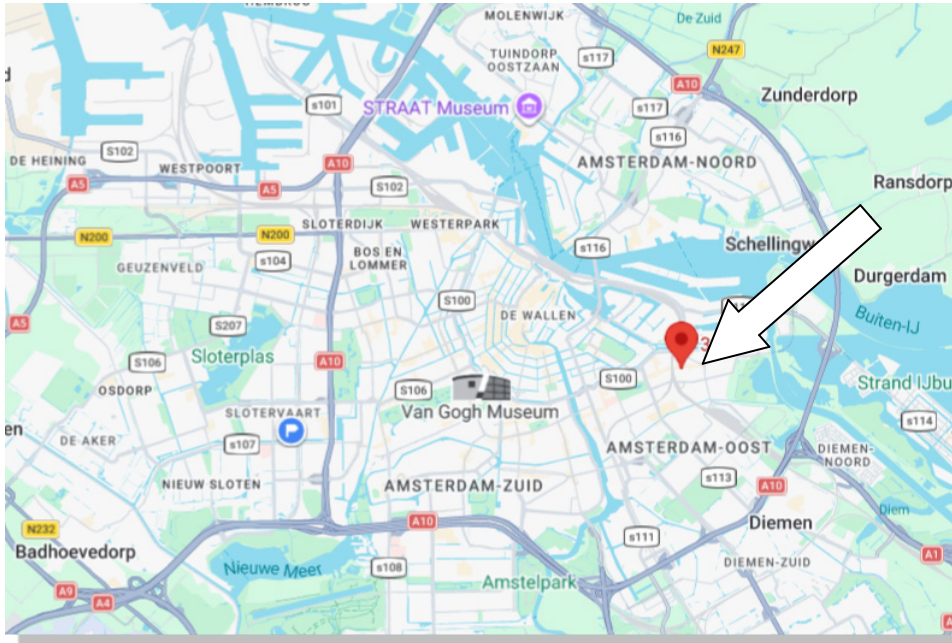 MOLENWIJK
De Zuid
N247
TUINDORP
OOSTZAAN
s117
A10
Zunderdorp
s101
STRAAT Museum
s117
s116
DE HEINING
S102
WESTPOORT
A10
AMSTERDAM-NOORD
A5
A5
S102
Ransdorp
SLOTERDIJK
WESTERPARK
N200
N200
s116
Schellingw
GEUZENVELD
s104
BOS EN
LOMMER
Durgerdam
S100
DE WALLEN
Buiten-IJ
A5
S207
S106
Sloterplas
A10
3
OSDORP
S106
S100
Strand IJbu
SLOTERVAART
Van Gogh Museum
s114
en
DE AKER
s107
AMSTERDAM-OOST
DIEMEN-
NOORD
NIEUW SLOTEN
AMSTERDAM-ZUID
s113
A10
Diem
N232
A10
Diemen
Badhoevedorp
s111
A1
Nieuwe Meer
s108
DIEMEN-ZUID
Amstelpark
A9
A4